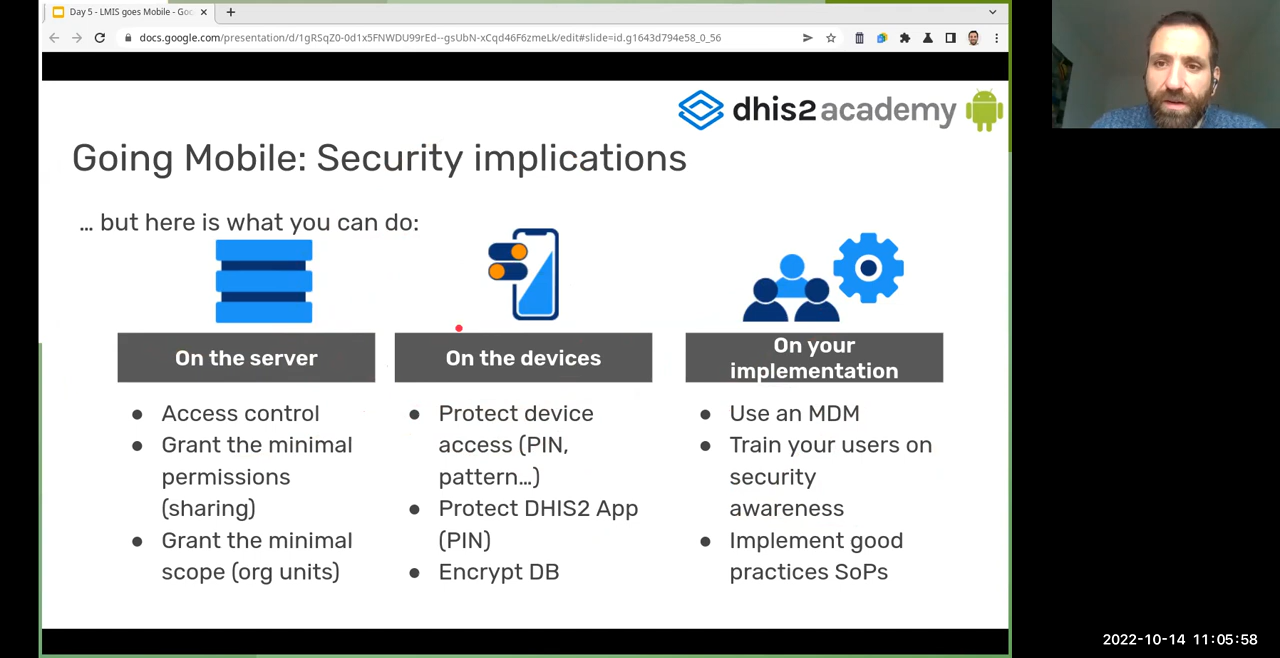 Day 5 - LMIS goes Mobile - Goo
docs.google.com/presentation/d/1gRSqZ0-0d1x5FNWDU99rEd--gsUbN-xCqd46F6zmeLk/edit#slide=id.g1643d794e58_0_56
dhis2 academy
Going Mobile: Security implications
… but here is what you can do:
On the server
Access control
Grant the minimal
permissions
(sharing)
Grant the minimal
scope (org units)
On the devices
Protect device
access (PIN,
pattern…)
Protect DHIS2 App
(PIN)
Encrypt DB
On your
implementation
Use an MDM
Train your users on
security
awareness
Implement good
practices SoPs
2022-10-14 11:05:58